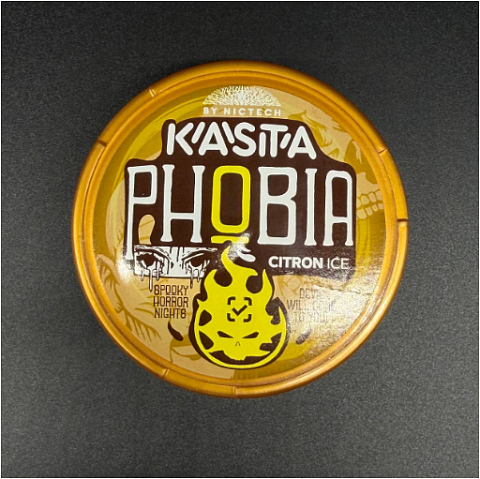 BY NICTECH
KASTA
PHOBIA
CITRON ICE
SPOOKY
HORROR
NIGHTS